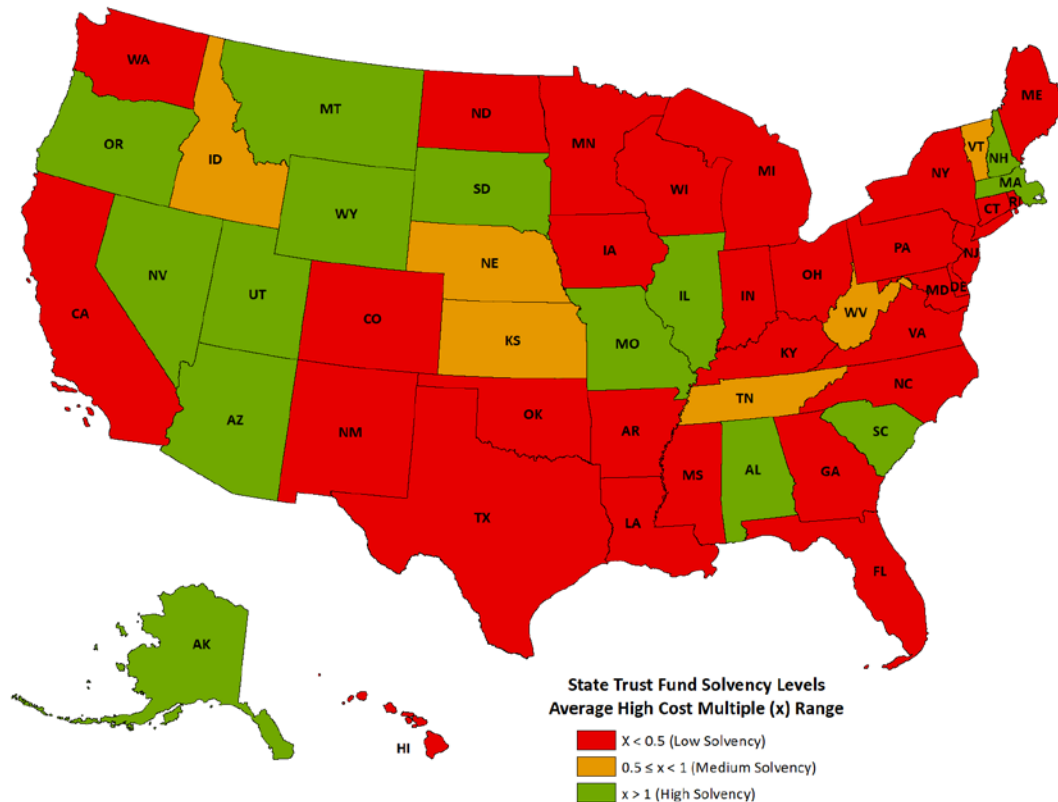 WA
MT
ND
ME
OR
ID
MN
VT
NH
SD
WI
MI
NY
MA
WY
CT
RI
IA
PA
NE
NJ
NV
OH
IL
IN
MD
DE
UT
CA
CO
WV
KS
MO
VA
KY
NC
TN
AZ
OK
NM
AR
SC
MS
AL
GA
TX
LA
FL
AK
HI
State Trust Fund Solvency Levels
Average High Cost Multiple (x) Range
X < 0.5 (Low Solvency)
0.5 ≤ x < 1 (Medium Solvency)
x > 1 (High Solvency)